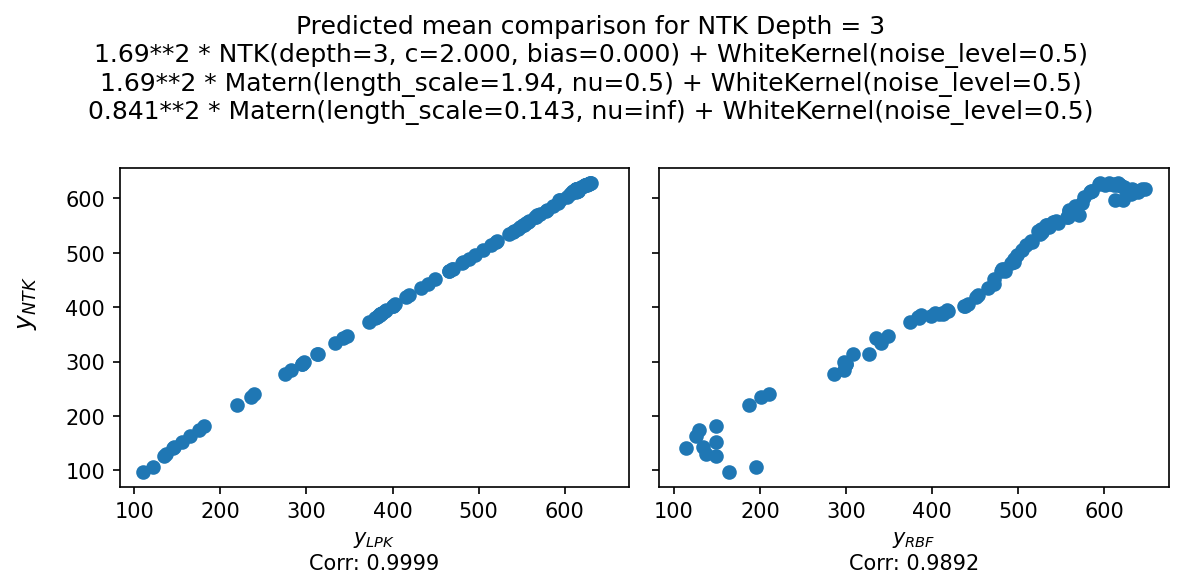 Predicted mean comparison for NTK Depth = 3
1.69**2 * NTK(depth=3, c=2.000, bias=0.000) + WhiteKernel(noise_level=0.5)
1.69**2 * Matern(length_scale=1.94, nu=0.5) + WhiteKernel(noise_level=0.5)
0.841**2 * Matern(length_scale=0.143, nu=inf) + WhiteKernel(noise_level=0.5)
y_NTK
600
500
400
300
200
100
100 200 300 400 500 600
y_LPK
Corr: 0.9999
100 200 300 400 500 600
y_RBF
Corr: 0.9892